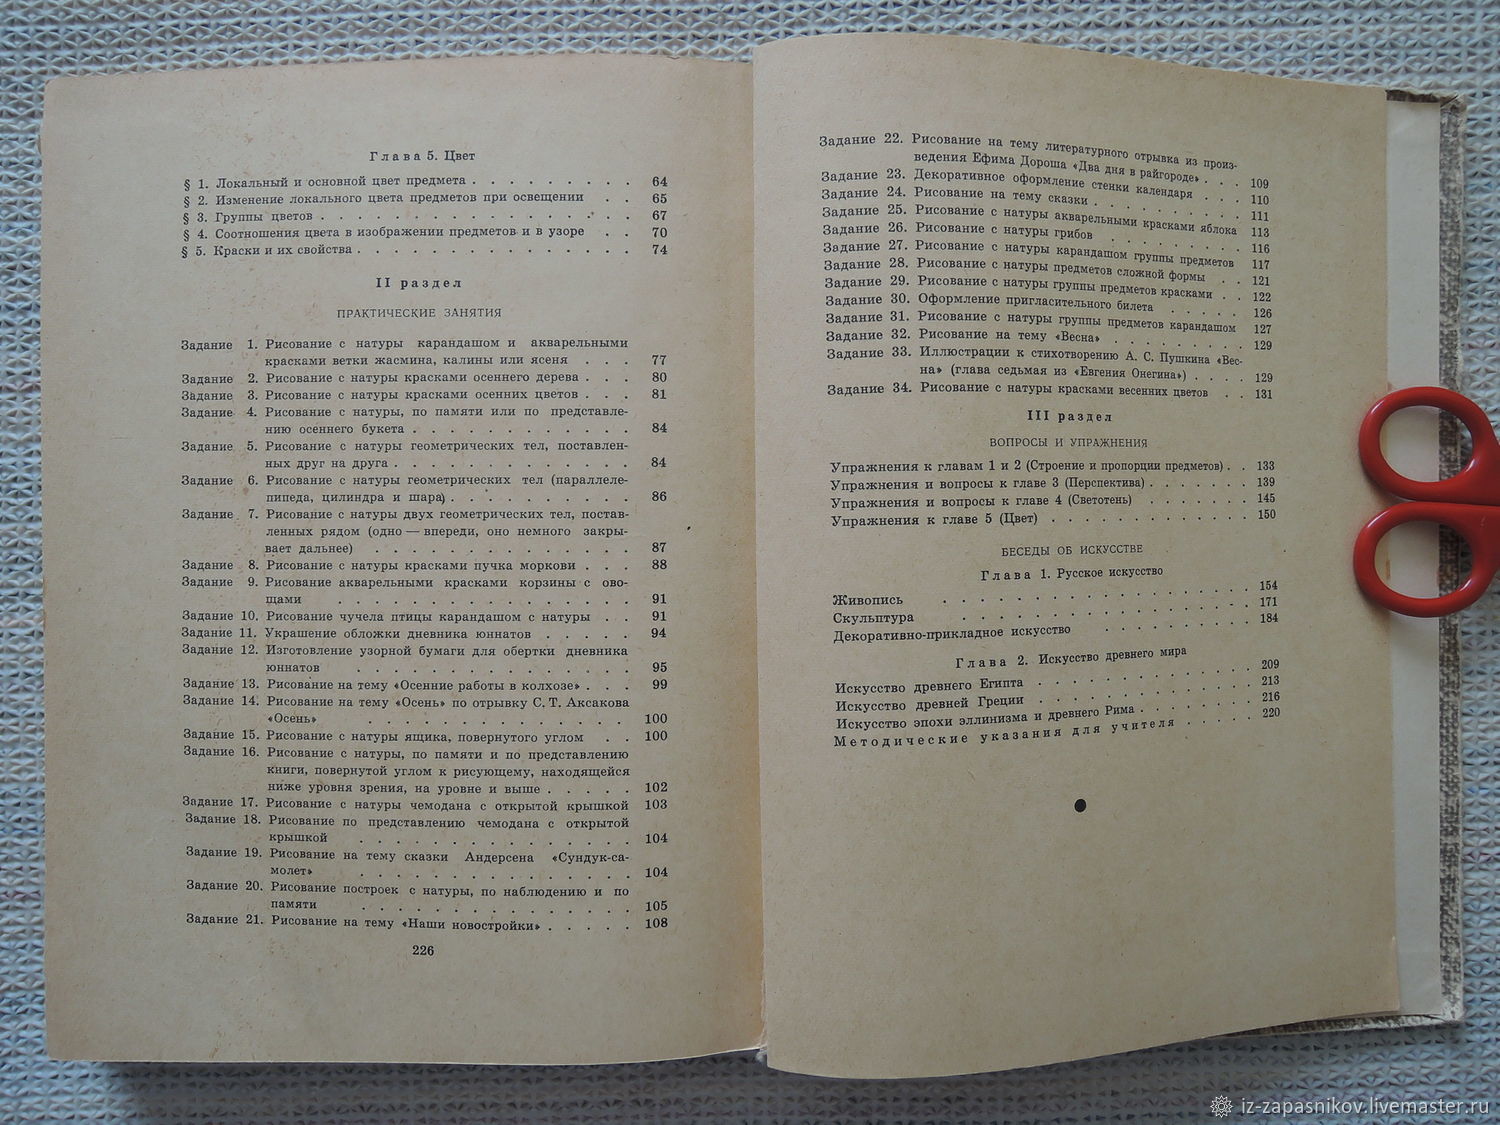 Глава 5. Цвет
§ 1. Локальный и основной цвет предмета . . . . . . . . . 64
§ 2. Изменение локального цвета предметов при освещении . . 65
§ 3. Группы цветов . . . . . . . . . . . . . . . . 67
§ 4. Соотношения цвета в изображении предметов и в узоре . . 70
§ 5. Краски и их свойства . . . . . . . . . . . . . . 74
II раздел
ПРАКТИЧЕСКИЕ ЗАНЯТИЯ
Задание 1. Рисование с натуры карандашом и акварельными
красками ветки жасмина, калины или ясеня . . . 77
Задание 2. Рисование с натуры красками осеннего дерева . . . 80
Задание 3. Рисование с натуры красками осенних цветов . . . 81
Задание 4. Рисование с натуры, по памяти или по представле-
нию осеннего букета . . . . . . . . . . . . 84
Задание 5. Рисование с натуры геометрических тел, поставлен-
ных друг на друга . . . . . . . . . . . . . 84
Задание 6. Рисование с натуры геометрических тел (параллеле-
пипеда, цилиндра и шара) . . . . . . . . . . 86
Задание 7. Рисование с натуры двух геометрических тел, постав-
ленных рядом (одно — впереди, оно немного закры-
вает дальнее) . . . . . . . . . . . . . . 87
Задание 8. Рисование с натуры красками пучка моркови . . . 88
Задание 9. Рисование акварельными красками корзины с ово-
щами . . . . . . . . . . . . . . . . 91
Задание 10. Рисование чучела птицы карандашом с натуры . . 91
Задание 11. Украшение обложки дневника юннатов . . . . . 94
Задание 12. Изготовление узорной бумаги для обертки дневника
юннатов . . . . . . . . . . . . . . . 95
Задание 13. Рисование на тему «Осенние работы в колхозе» . . . 99
Задание 14. Рисование на тему «Осень» по отрывку С. Т. Аксакова
«Осень» . . . . . . . . . . . . . . 100
Задание 15. Рисование с натуры ящика, повернутого углом . . 100
Задание 16. Рисование с натуры, по памяти и по представлению
книги, повернутой углом к рисующему, находящейся
ниже уровня зрения, на уровне и выше . . . . . 102
Задание 17. Рисование с натуры чемодана с открытой крышкой 103
Задание 18. Рисование по представлению чемодана с открытой
крышкой . . . . . . . . . . . . . . . 104
Задание 19. Рисование на тему сказки Андерсена «Сундук-са-
молет» . . . . . . . . . . . . . . . 104
Задание 20. Рисование построек с натуры, по наблюдению и по
памяти . . . . . . . . . . . . . . . 105
Задание 21. Рисование на тему «Наши новостройки» . . . . . 108
226
Задание 22. Рисование на тему литературного отрывка из произ-
ведения Ефима Дороша «Два дня в райгороде» . . . 109
Задание 23. Декоративное оформление стенки календаря . . . 110
Задание 24. Рисование на тему сказки . . . . . . . . . . 111
Задание 25. Рисование с натуры акварельными красками яблока 113
Задание 26. Рисование с натуры грибов . . . . . . . . 116
Задание 27. Рисование с натуры карандашом группы предметов 117
Задание 28. Рисование с натуры предметов сложной формы . . 121
Задание 29. Рисование с натуры группы предметов красками . . 122
Задание 30. Оформление пригласительного билета . . . . . 126
Задание 31. Рисование с натуры группы предметов карандашом 127
Задание 32. Рисование на тему «Весна» . . . . . . . . . 129
Задание 33. Иллюстрации к стихотворению А. С. Пушкина «Вес-
на» (глава седьмая из «Евгения Онегина») . . . . 129
Задание 34. Рисование с натуры красками весенних цветов . . 131
III раздел
ВОПРОСЫ И УПРАЖНЕНИЯ
Упражнения к главам 1 и 2 (Строение и пропорции предметов) . . 133
Упражнения и вопросы к главе 3 (Перспектива) . . . . . . . 139
Упражнения и вопросы к главе 4 (Светотень) . . . . . . . 145
Упражнения к главе 5 (Цвет) . . . . . . . . . . . . . 150
БЕСЕДЫ ОБ ИСКУССТВЕ
Глава 1. Русское искусство
Живопись . . . . . . . . . . . . . . . . . 154
Скульптура . . . . . . . . . . . . . . . . 171
Декоративно-прикладное искусство . . . . . . . . 184
Глава 2. Искусство древнего мира
Искусство древнего Египта . . . . . . . . . . . . 209
Искусство древней Греции . . . . . . . . . . . . 213
Искусство эпохи эллинизма и древнего Рима . . . . . . . 216
Методические указания для учителя . . . . . 220
iz-zapasnikov.livemaster.ru